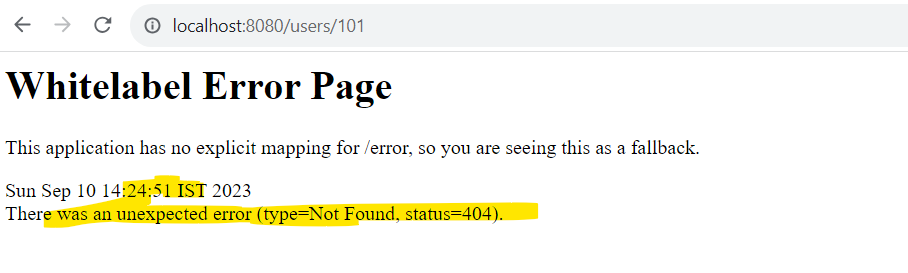 localhost:8080/users/101
Whitelabel Error Page
This application has no explicit mapping for /error, so you are seeing this as a fallback.
Sun Sep 10 14:24:51 IST 2023
There was an unexpected error (type=Not Found, status=404).